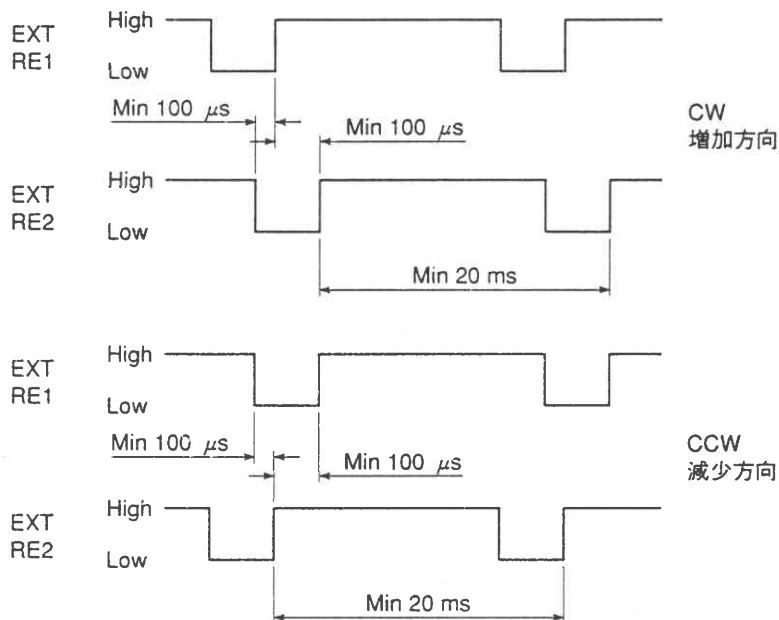 EXT
RE1
High
Low
Min 100 μs
Min 100 μs
CW
増加方向
EXT
RE2
High
Low
Min 20 ms
EXT
RE1
High
Low
Min 100 μs
Min 100 μs
CCW
減少方向
EXT
RE2
High
Low
Min 20 ms